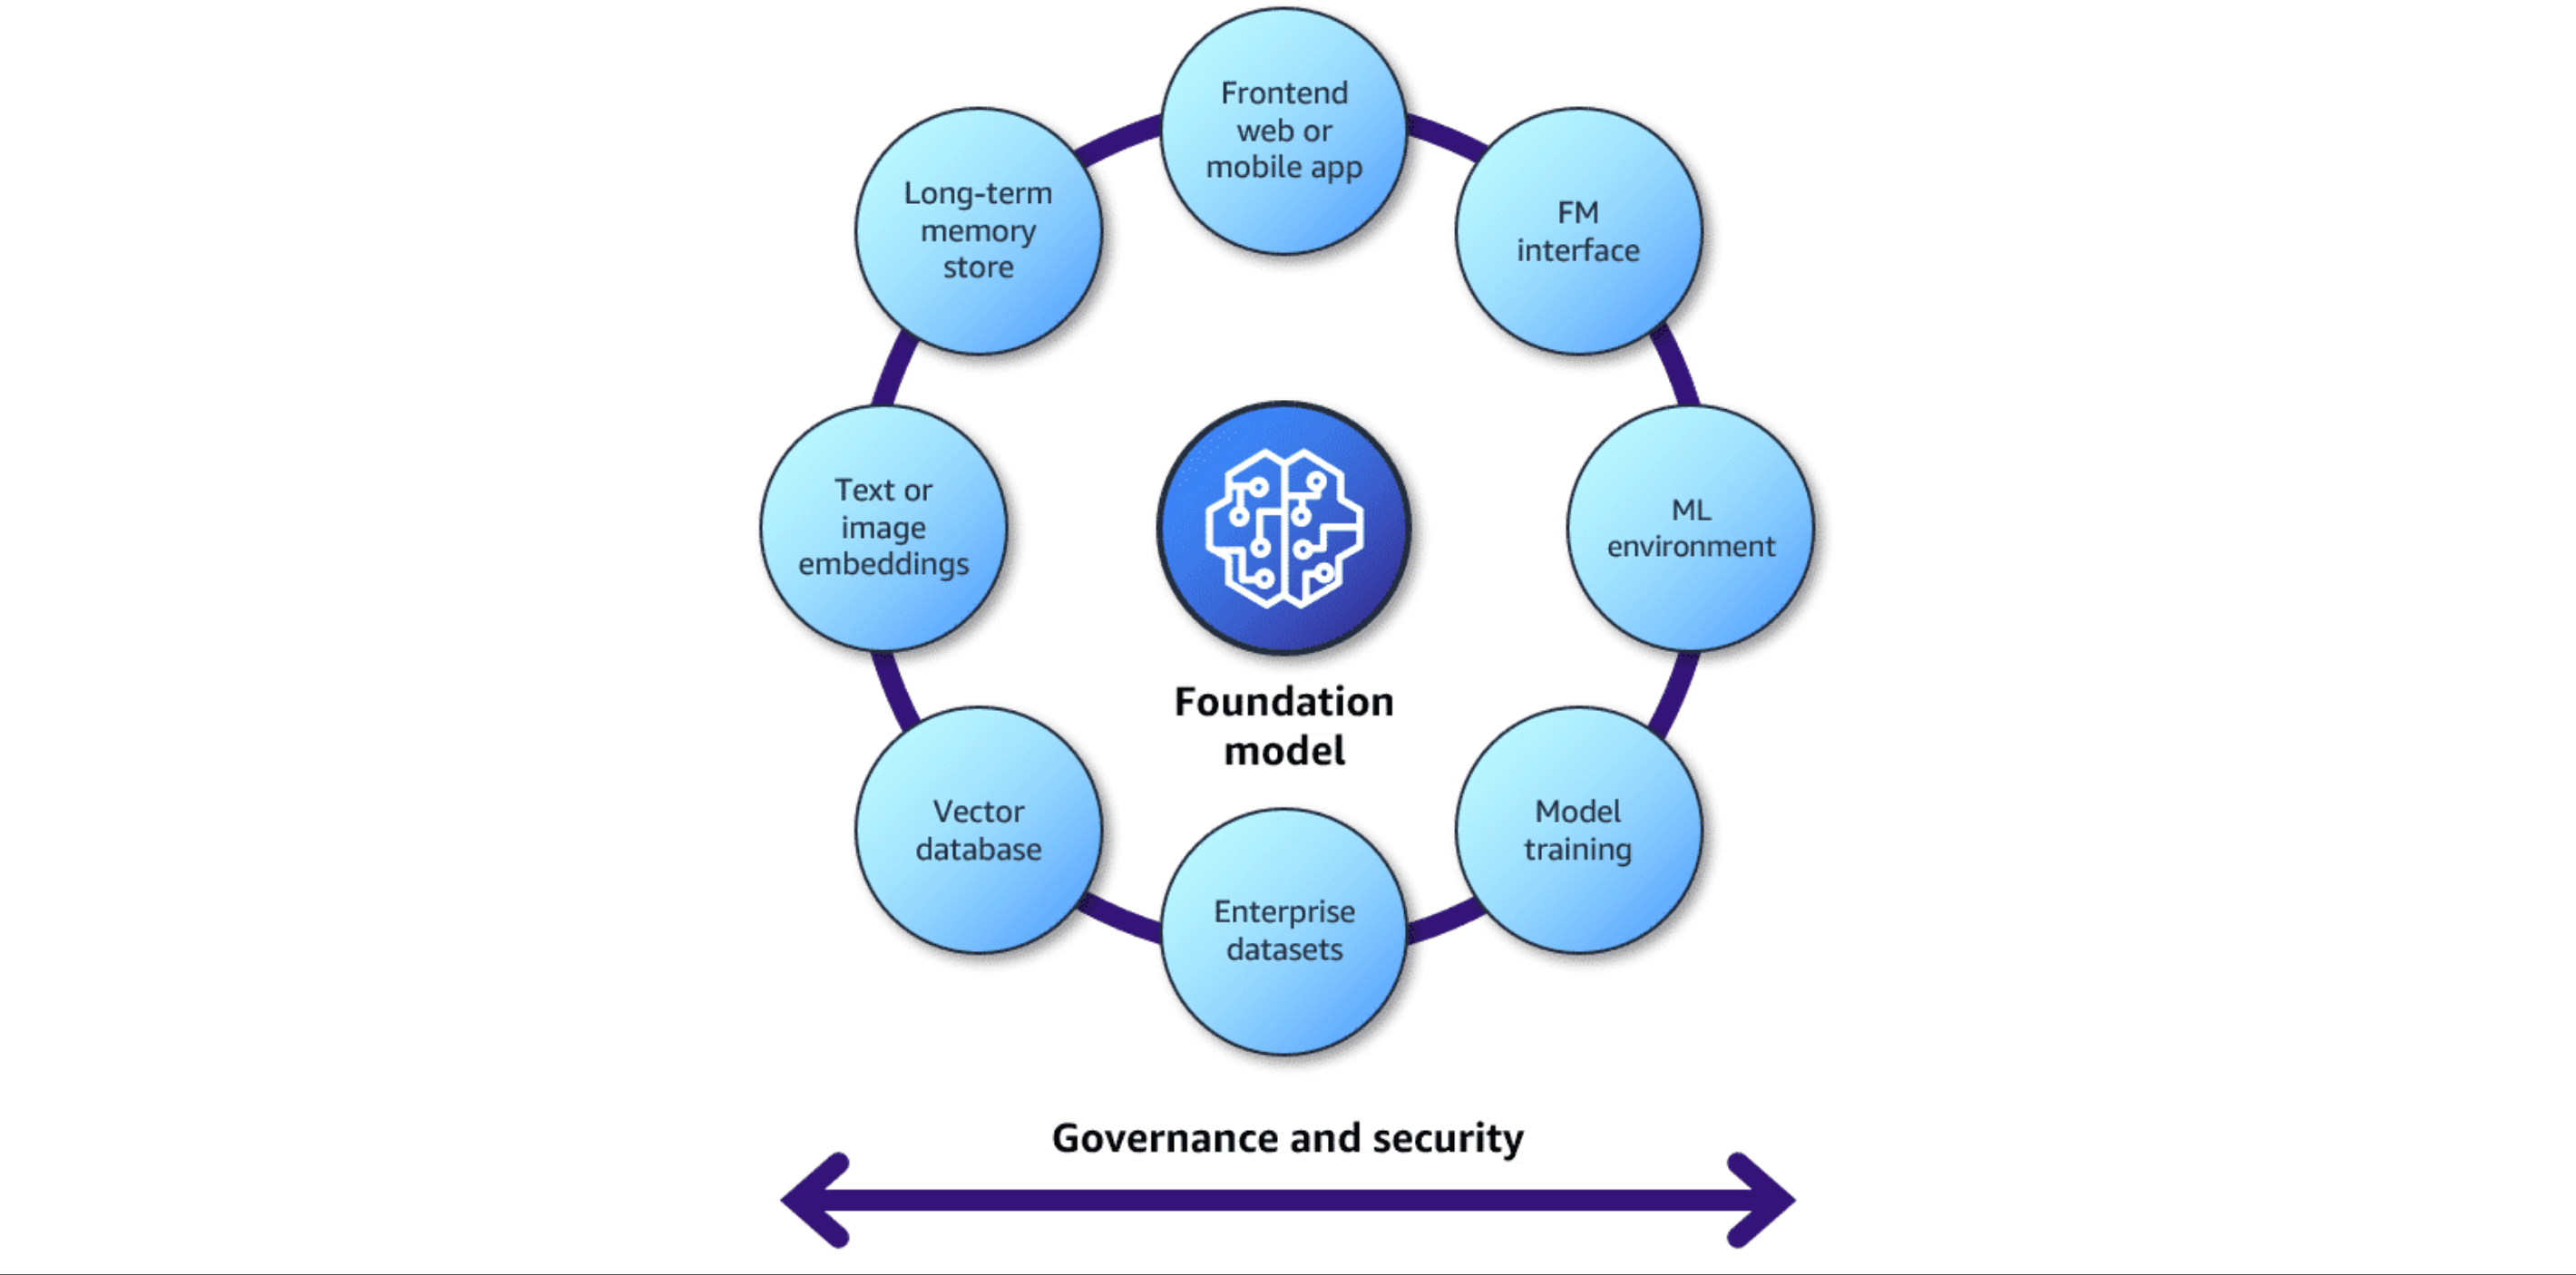 Frontend
web or
mobile app
FM
interface
ML
environment
Model
training
Enterprise
datasets
Vector
database
Text or
image
embeddings
Long-term
memory
store
Foundation
model
Governance and security